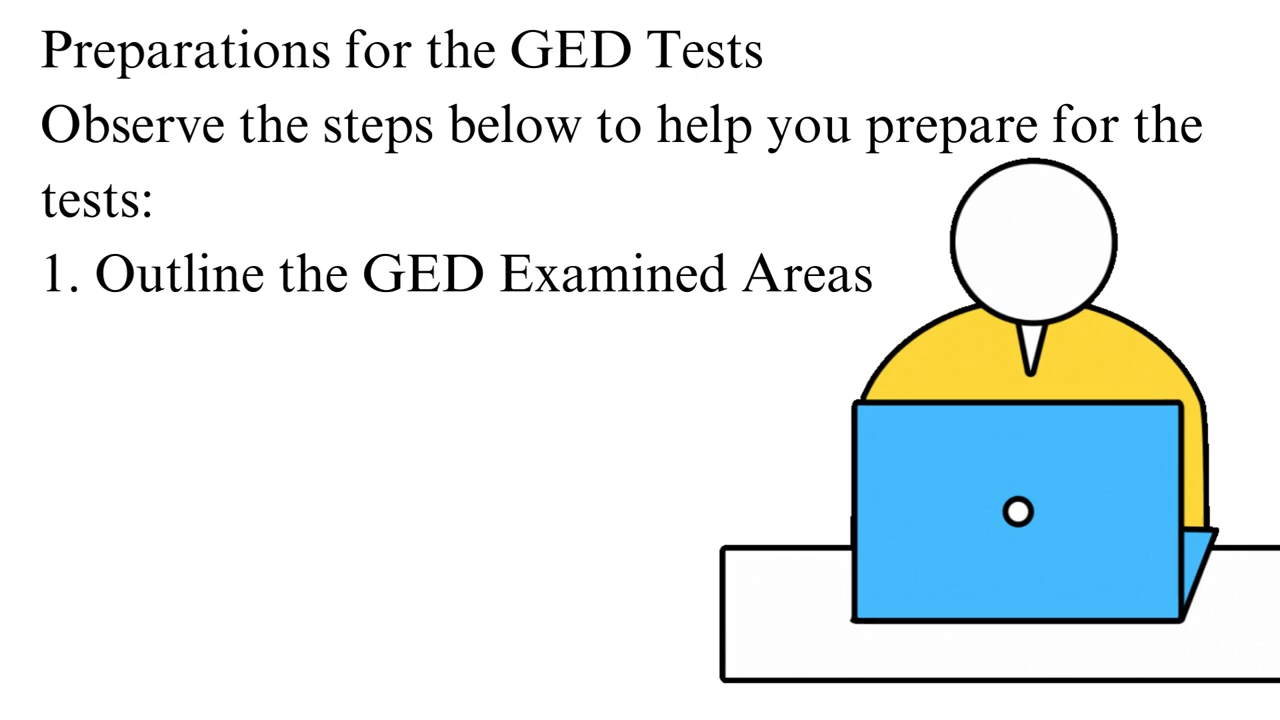 Preparations for the GED Tests
Observe the steps below to help you prepare for the
tests:
1. Outline the GED Examined Areas